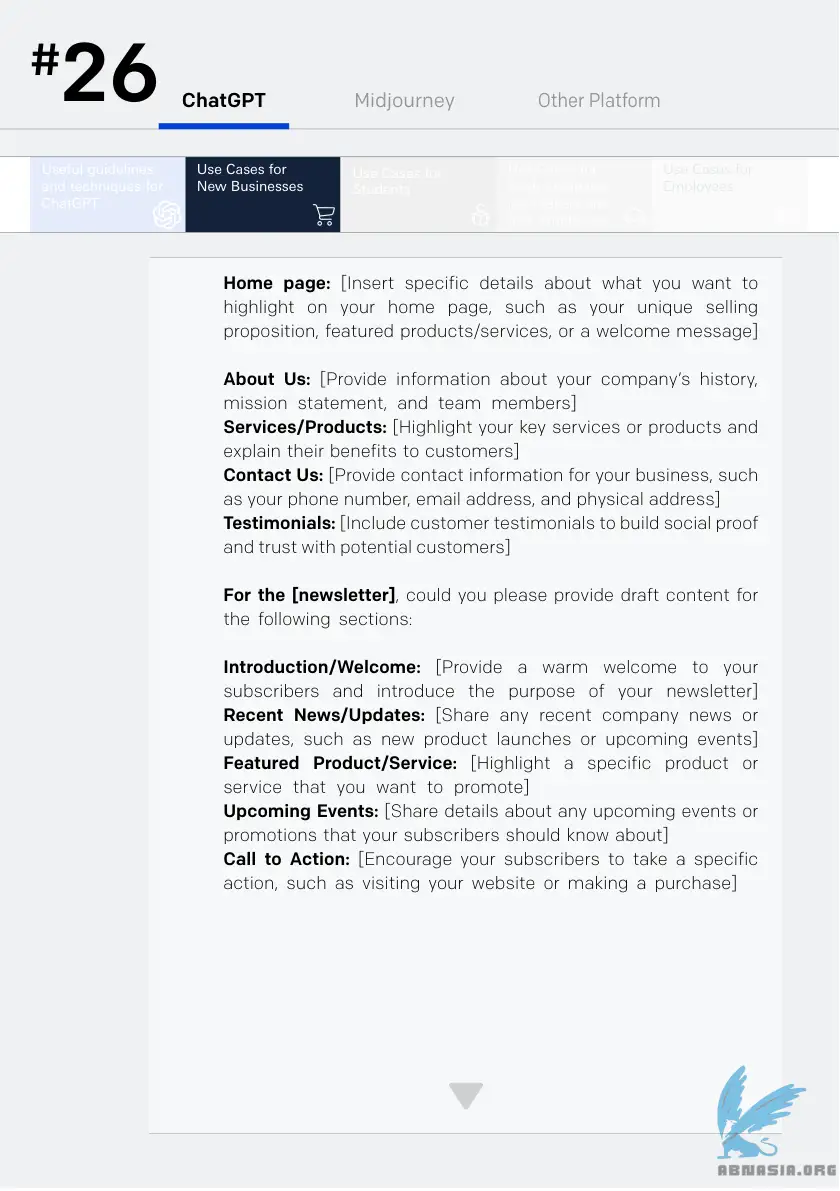 #26
ChatGPT
Midjourney
Other Platform
Useful guidelines
and techniques for
ChatGPT
Use Cases for
New Businesses
Use Cases for
Students
Use Cases for
Employees
Home page: [Insert specific details about what you want to
highlight on your home page, such as your unique selling
proposition, featured products/services, or a welcome message]
About Us: [Provide information about your company's history,
mission statement, and team members]
Services/Products: [Highlight your key services or products and
explain their benefits to customers]
Contact Us: [Provide contact information for your business, such
as your phone number, email address, and physical address]
Testimonials: [Include customer testimonials to build social proof
and trust with potential customers]
For the [newsletter], could you please provide draft content for
the following sections:
Introduction/Welcome: [Provide a warm welcome to your
subscribers and introduce the purpose of your newsletter]
Recent News/Updates: [Share any recent company news or
updates, such as new product launches or upcoming events]
Featured Product/Service: [Highlight a specific product or
service that you want to promote]
Upcoming Events: [Share details about any upcoming events or
promotions that your subscribers should know about]
Call to Action: [Encourage your subscribers to take a specific
action, such as visiting your website or making a purchase]
ABNASIA.ORG